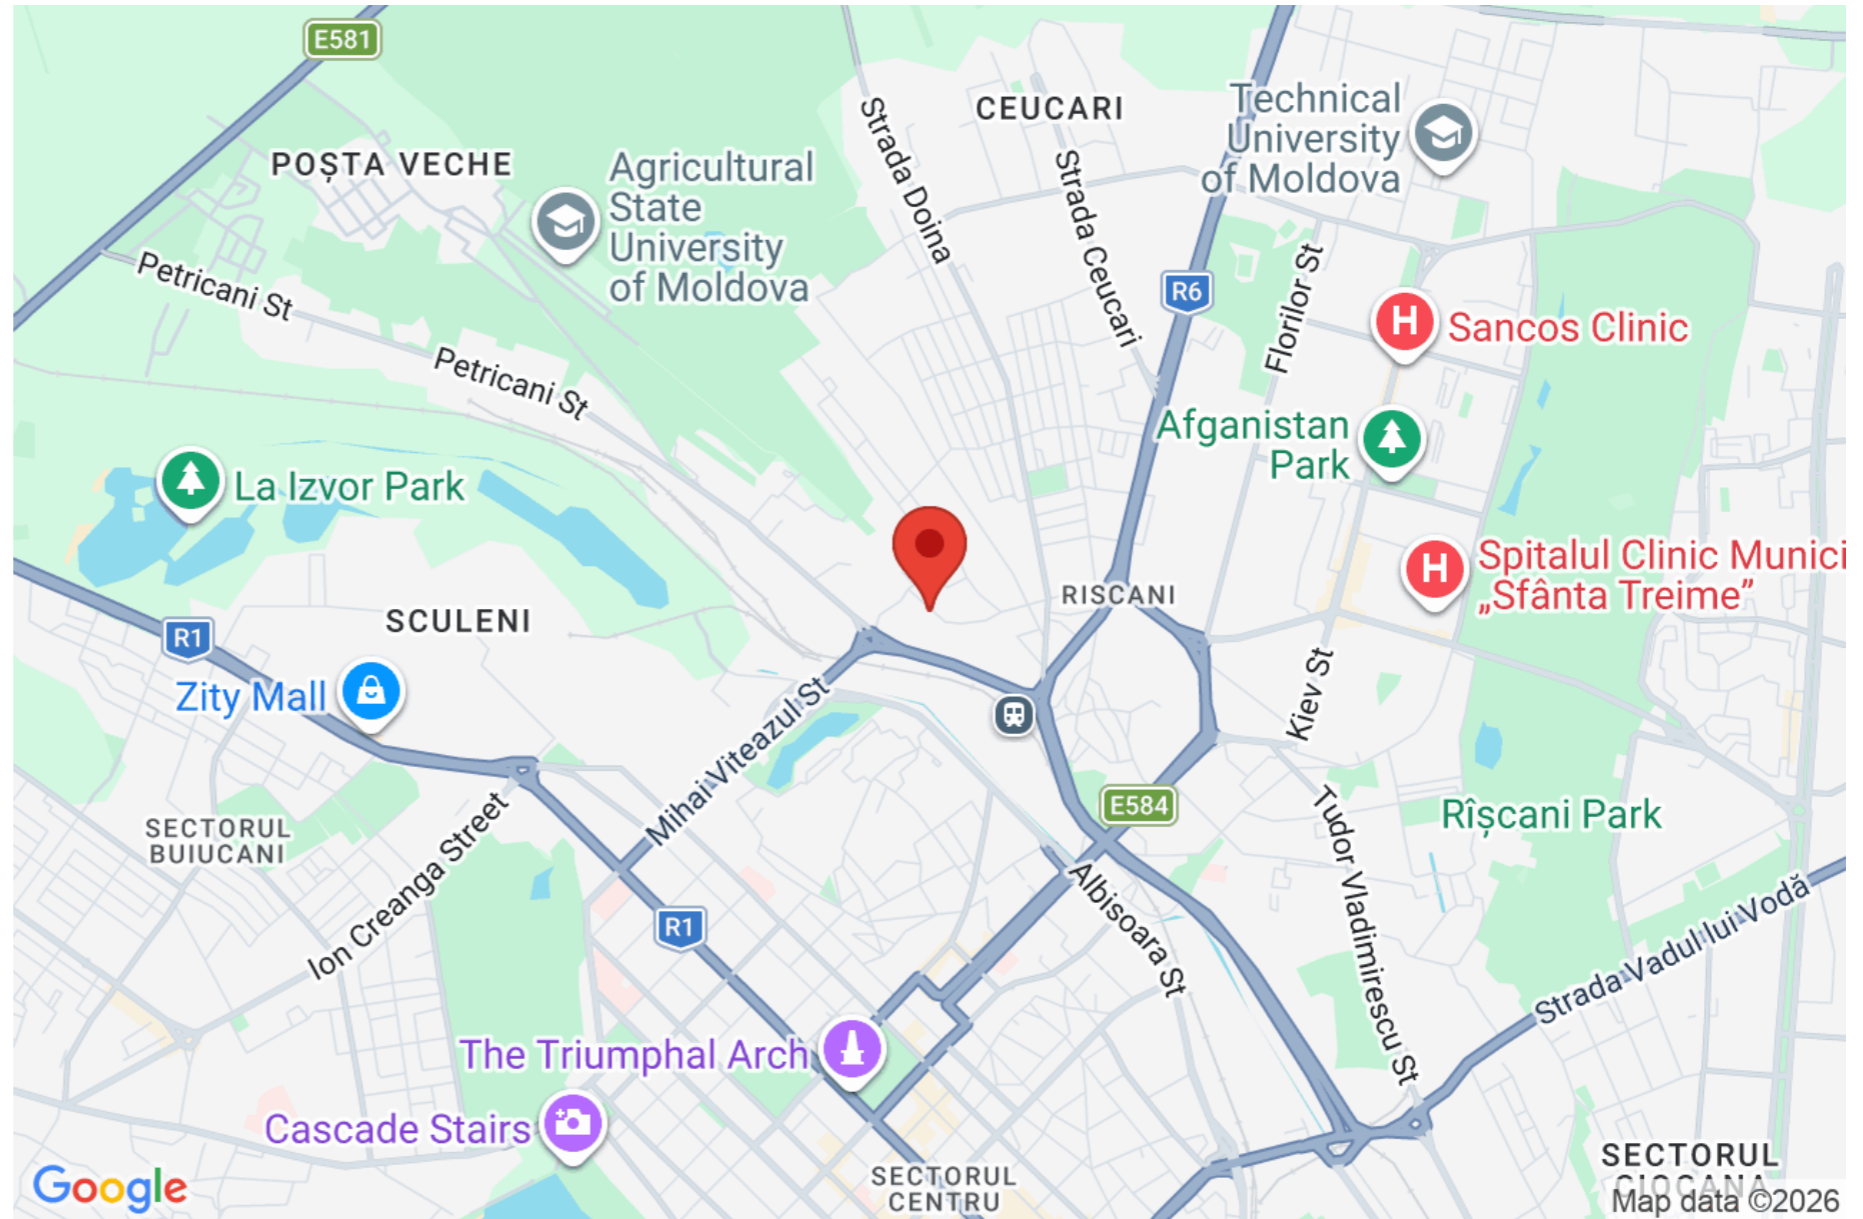 E581
CEUCARI
Technical
University
of Moldova
POȘTA VECHE
Agricultural
State
University
of Moldova
Strada Doina
Strada Ceucari
Petricani St
R6
Florilor St
Sancos Clinic
Petricani St
Afganistan
Park
La Izvor Park
Spitalul Clinic Munici
„Sfânta Treime”
RISCANI
SCULENI
R1
Zity Mall
Mihai Viteazul St
Kiev St
E584
Rîșcani Park
SECTORUL
BUIUCANI
Ion Creanga Street
Tudor Vladimirescu St
Albisoara St
Strada Vadul lui Vodă
R1
The Triumphal Arch
Cascade Stairs
SECTORUL
CENTRU
SECTORUL
CIOCANA
Google
Map data ©2026